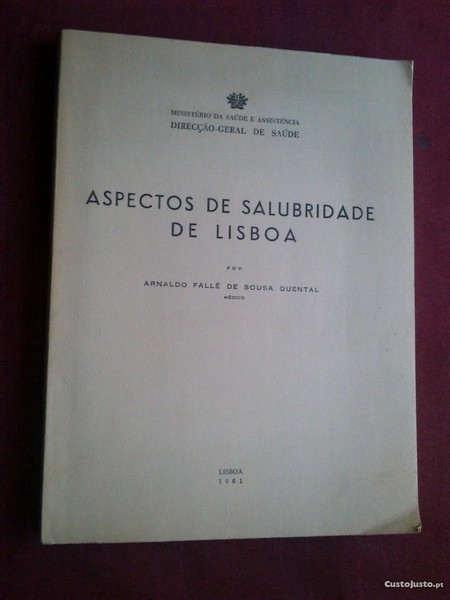 MINISTÉRIO DA SAÚDE E ASSISTÊNCIA
DIRECÇÃO-GERAL DE SAÚDE
ASPECTOS DE SALUBRIDADE
DE LISBOA
POR
ARNALDO FALLÉ DE SOUSA QUENTAL
MÉDICO
LISBOA
1961
CustoJusto.pt